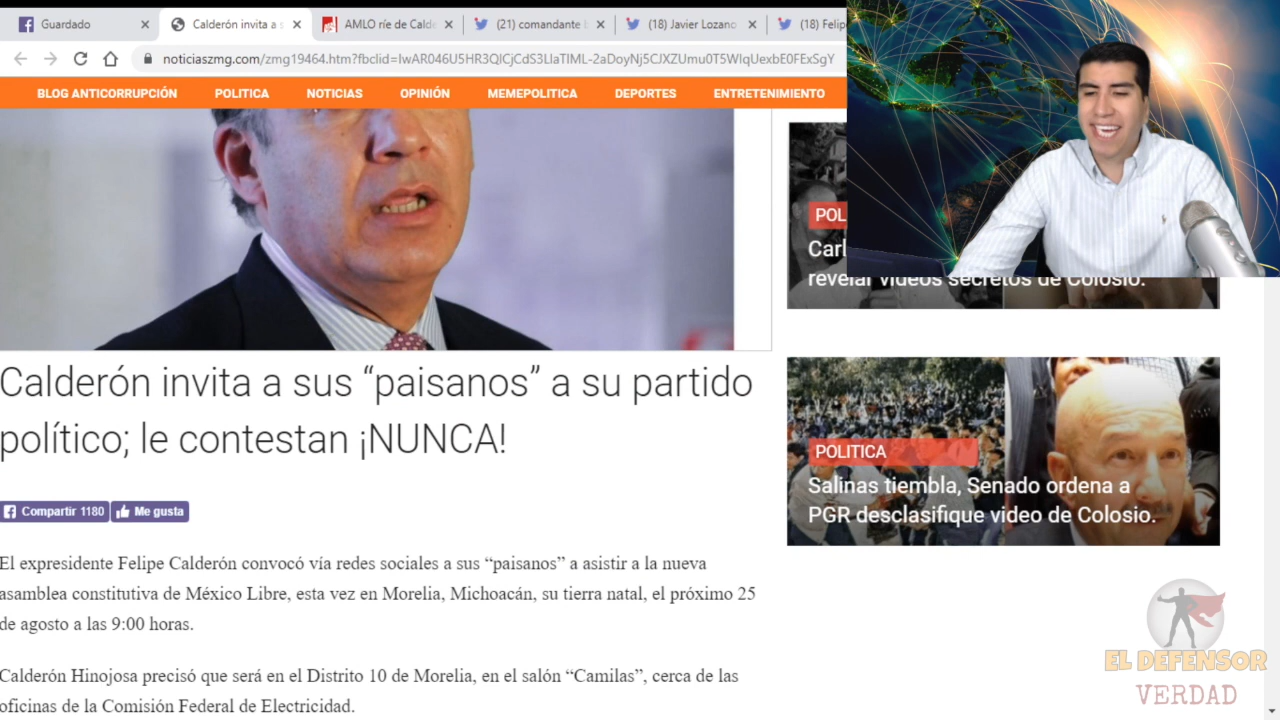 Guardado
Calderón invita a s
AMLO ríe de Calde
(21) comandante
(18) Javier Lozano
(18) Felip
noticiaszmg.com/zmg19464.htm?fbclid=IwAR046U5HR3QICjCdS3LlaTlML-2aDoyNj5CJXZUmu0T5WIqUexbE0FExSgY
BLOG ANTICORRUPCIÓN POLITICA NOTICIAS OPINIÓN MEMEPOLITICA DEPORTES ENTRETENIMIENTO
POL
Carl
revelar videos secretos de Colosio.
Calderón invita a sus “paisanos” a su partido
político; le contestan ¡NUNCA!
Compartir 1180 Me gusta
El expresidente Felipe Calderón convocó vía redes sociales a sus “paisanos” a asistir a la nueva
asamblea constitutiva de México Libre, esta vez en Morelia, Michoacán, su tierra natal, el próximo 25
de agosto a las 9:00 horas.
Calderón Hinojosa precisó que será en el Distrito 10 de Morelia, en el salón “Camilas”, cerca de las
oficinas de la Comisión Federal de Electricidad.
POLITICA
Salinas tiembla, Senado ordena a
PGR desclasifique video de Colosio.
EL DEFENSOR
VERDAD